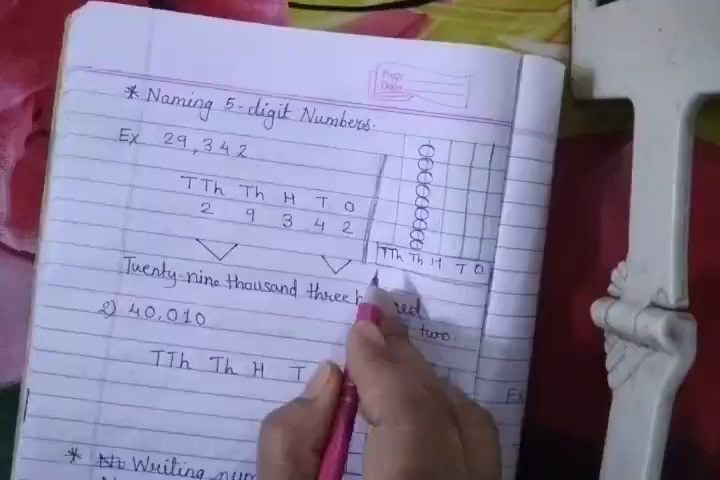 Page
Date
* Naming 5-digit Numbers.
Ex 29,342
TTh Th H T O
2 9 3 4 2
TTh Th H T O
Twenty-nine thousand three
two.
2) 40,010
TTh Th H T
Ex
* Writing